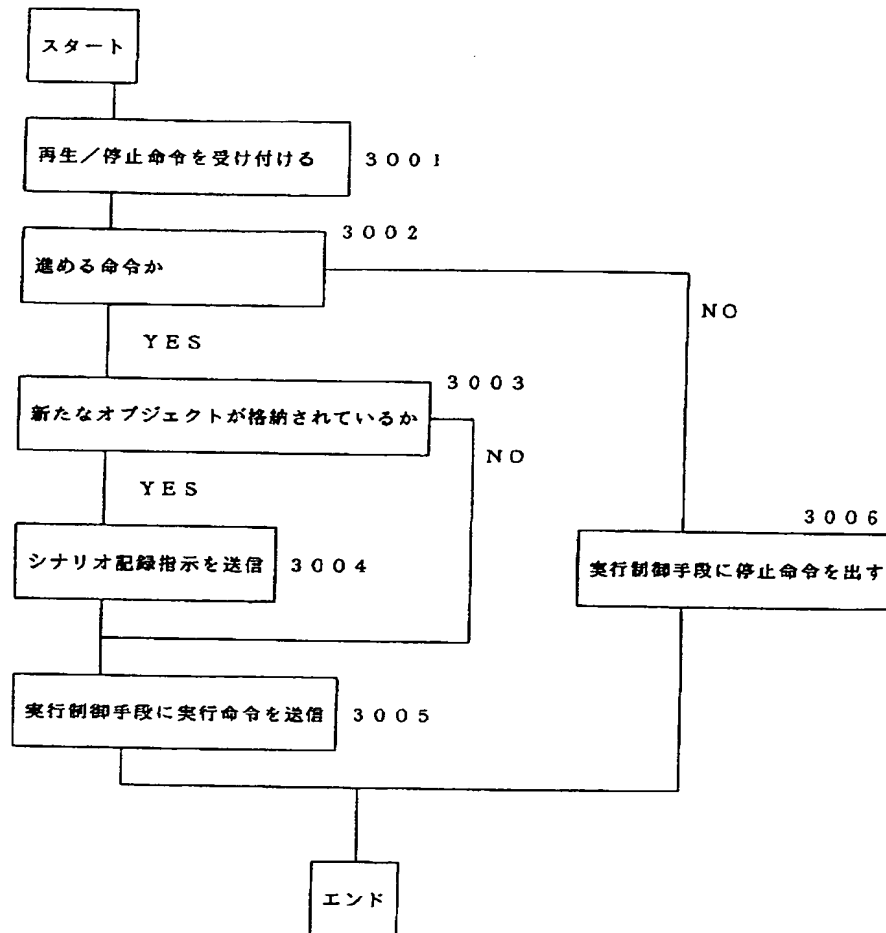 スタート
再生/停止命令を受け付ける 3001
3002
進める命令か
NO
YES
3003
新たなオブジェクトが格納されているか
NO
YES
3006
シナリオ記録指示を送信 3004
実行制御手段に停止命令を出す
実行制御手段に実行命令を送信 3005
エンド